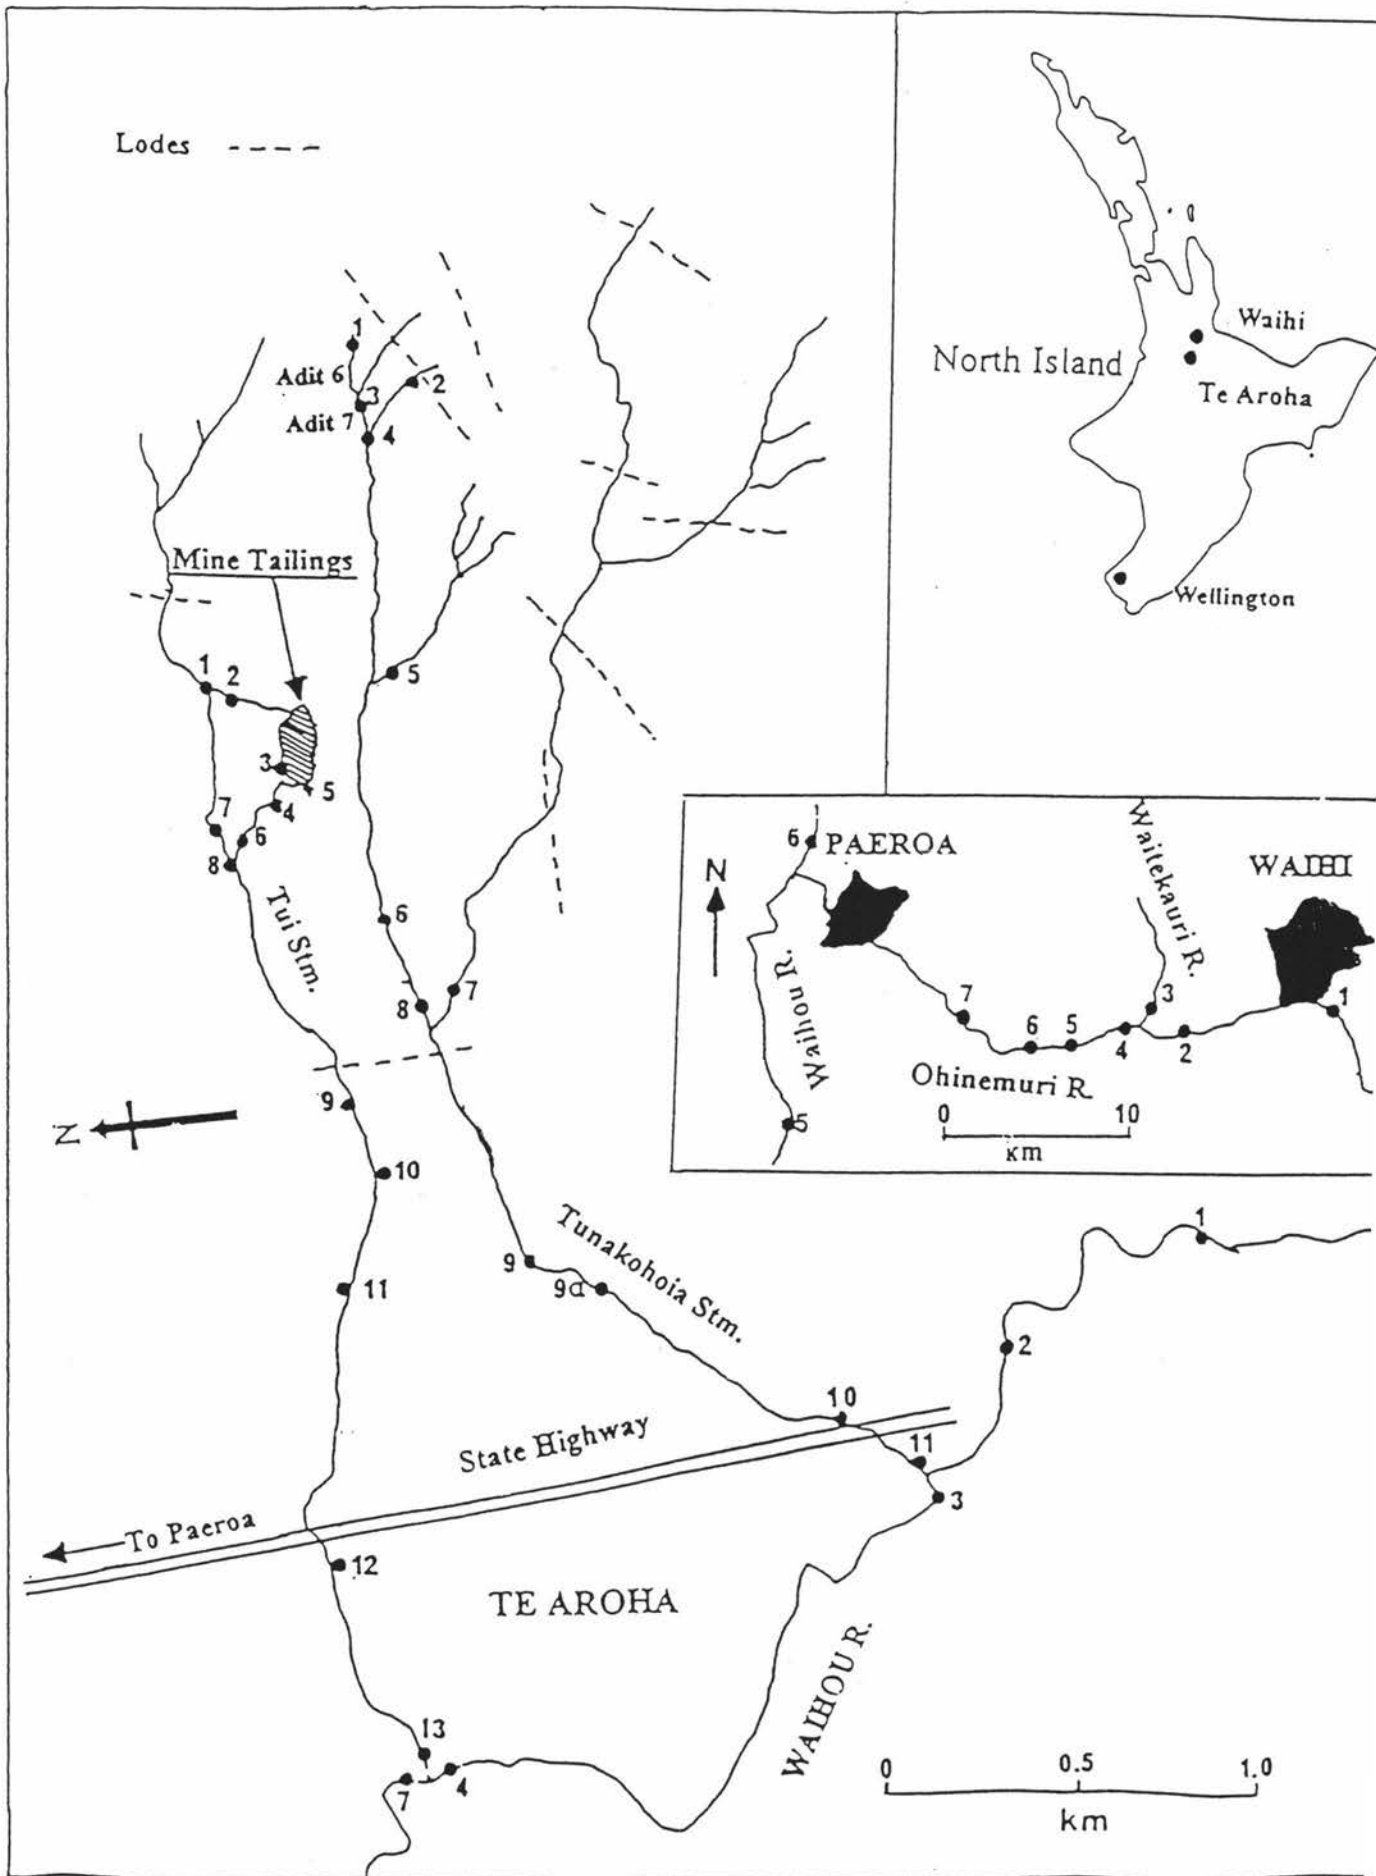 Lodes
1
Adit 6
3
2
Adit 7
4
Mine Tailings
5
1
2
3
5
4
7
6
8
Tui Stm.
6
7
8
9
N
10
11
9
9a
Tunakohoia Stm.
10
11
State Highway
To Paeroa
12
TE AROHA
13
7
4
1
2
3
WAIHOU R.
0 0.5 1.0
km
North Island
Waihi
Te Aroha
Wellington
6
PAEROA
N
Waihou R.
5
Waitekauri R.
WAIHI
7
6
5
4
3
2
1
Ohinemuri R.
0 10
km